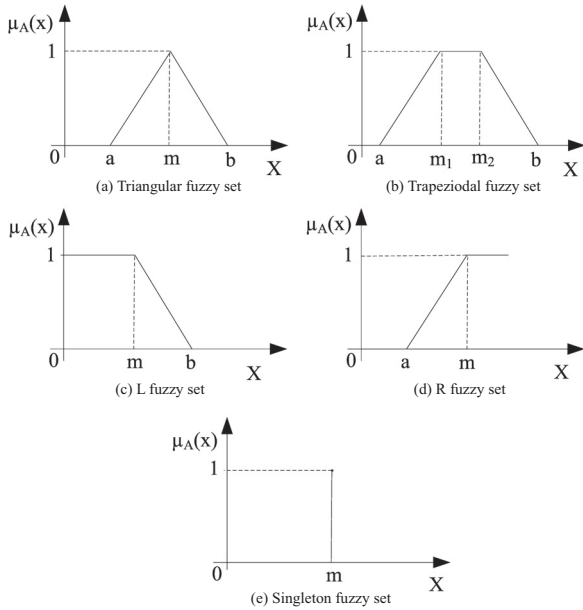 μA(x)
1
0 a m b
X
(a) Triangular fuzzy set
μA(x)
1
0 a m1 m2 b
X
(b) Trapeziodal fuzzy set
μA(x)
1
0 m b
X
(c) L fuzzy set
μA(x)
1
0 a m
X
(d) R fuzzy set
μA(x)
1
0 m
X
(e) Singleton fuzzy set